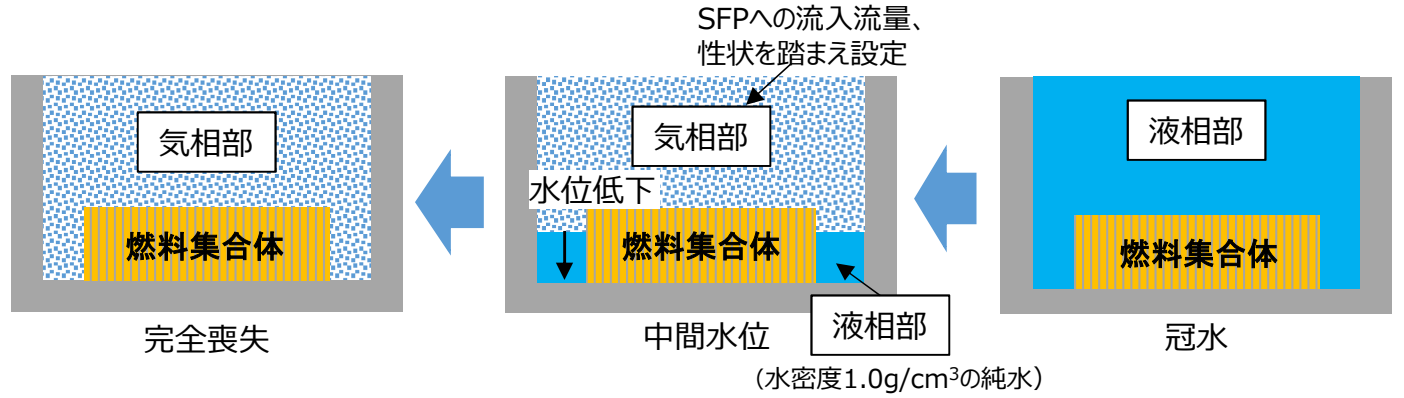 SFPへの流入流量、
性状を踏まえ設定
気相部
燃料集合体
完全喪失
気相部
水位低下
燃料集合体
中間水位
液相部
（水密度1.0g/cm³の純水）
液相部
燃料集合体
冠水